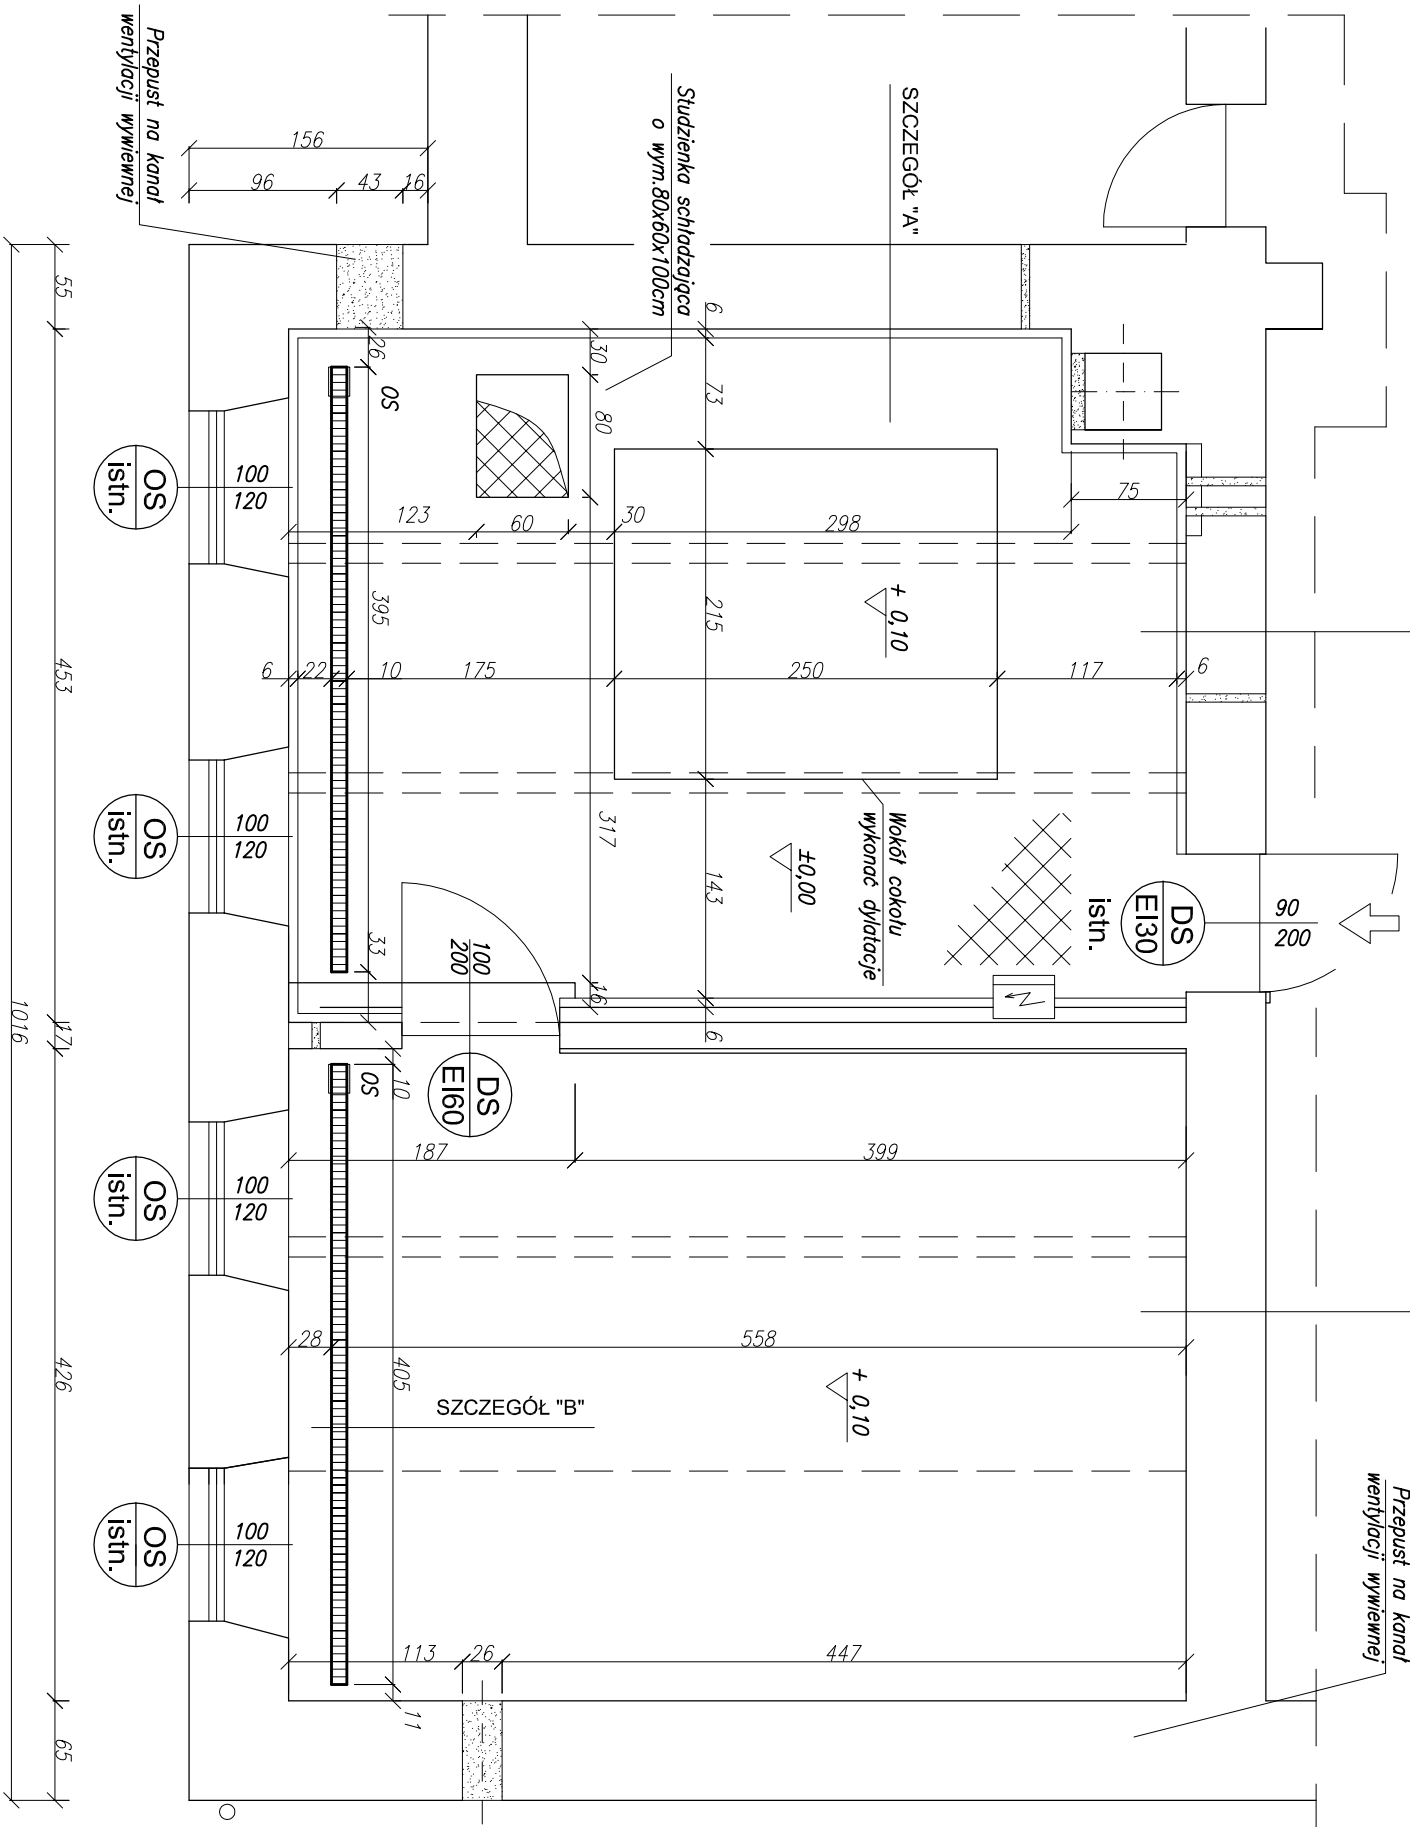 Przepust na kanał
wentylacji wywiewnej
156
96
43
16
Studzienka schładzająca
o wym.80x60x100cm
SZCZEGÓŁ "A"
55
453
17
426
65
1016
26
OS
395
33
30
80
317
16
6
73
215
143
6
75
123
60
30
298
6
22
10
175
250
117
6
+ 0,10
±0,00
Wokół cokołu
wykonać dylatacje
OS
istn.
100
120
OS
istn.
100
120
OS
istn.
100
120
OS
istn.
100
120
DS
EI30
istn.
90
200
100
200
DS
EI60
OS
10
405
11
187
399
28
558
SZCZEGÓŁ "B"
+ 0,10
113
26
447
Przepust na kanał
wentylacji wywiewnej